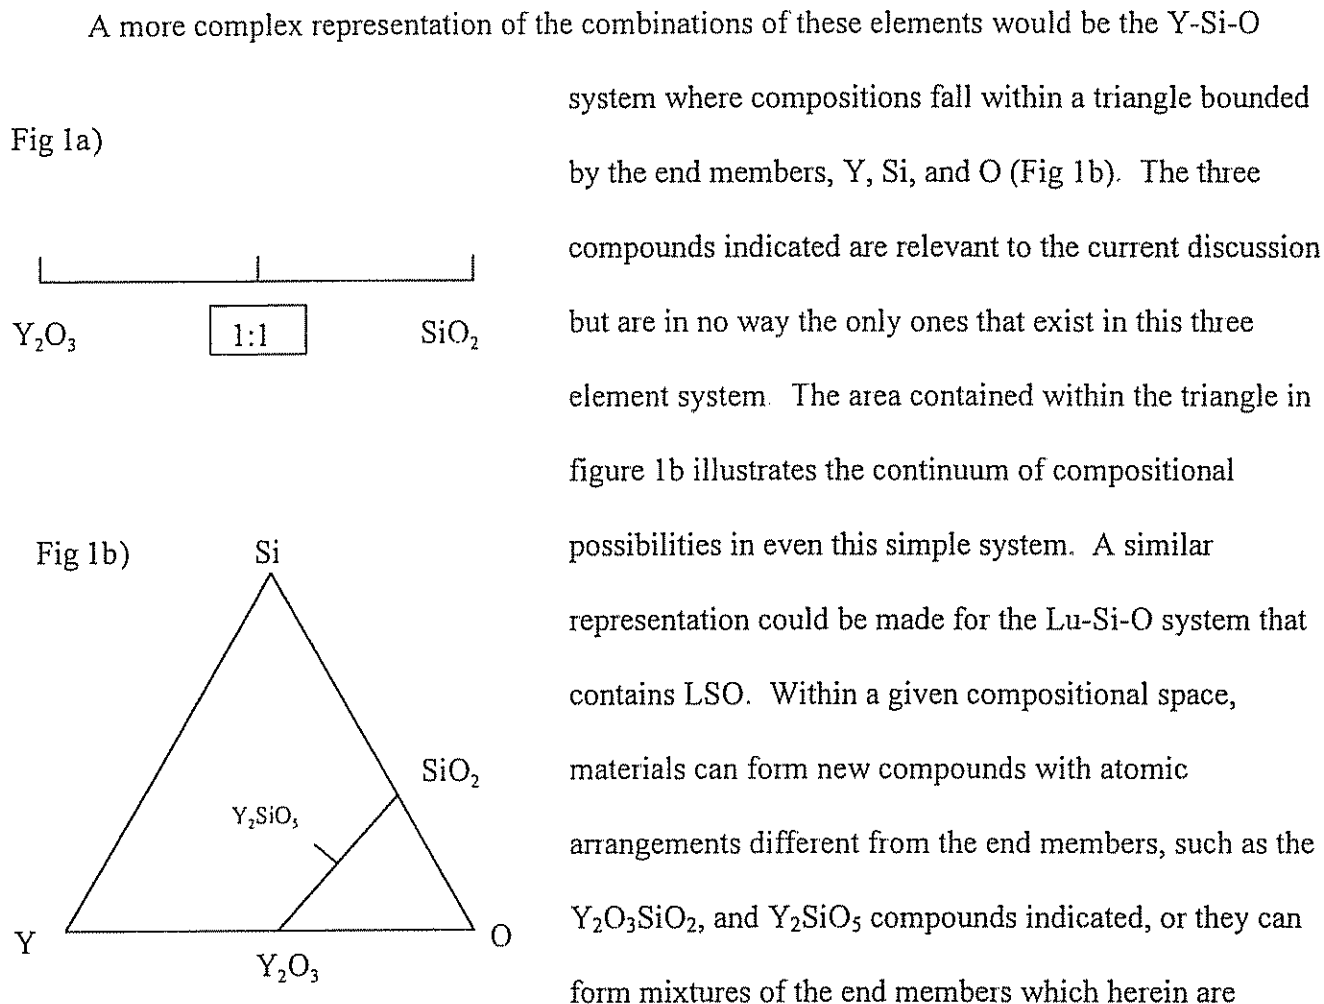 A more complex representation of the combinations of these elements would be the Y-Si-O
system where compositions fall within a triangle bounded
Fig 1a)
by the end members, Y, Si, and O (Fig 1b). The three
compounds indicated are relevant to the current discussion
Y₂O₃ 1:1 SiO₂
but are in no way the only ones that exist in this three
element system. The area contained within the triangle in
figure 1b illustrates the continuum of compositional
Fig 1b) Si
possibilities in even this simple system. A similar
representation could be made for the Lu-Si-O system that
contains LSO. Within a given compositional space,
SiO₂
materials can form new compounds with atomic
Y₂SiO₅
arrangements different from the end members, such as the
Y₂O₃SiO₂, and Y₂SiO₅ compounds indicated, or they can
Y O
Y₂O₃
form mixtures of the end members which herein are